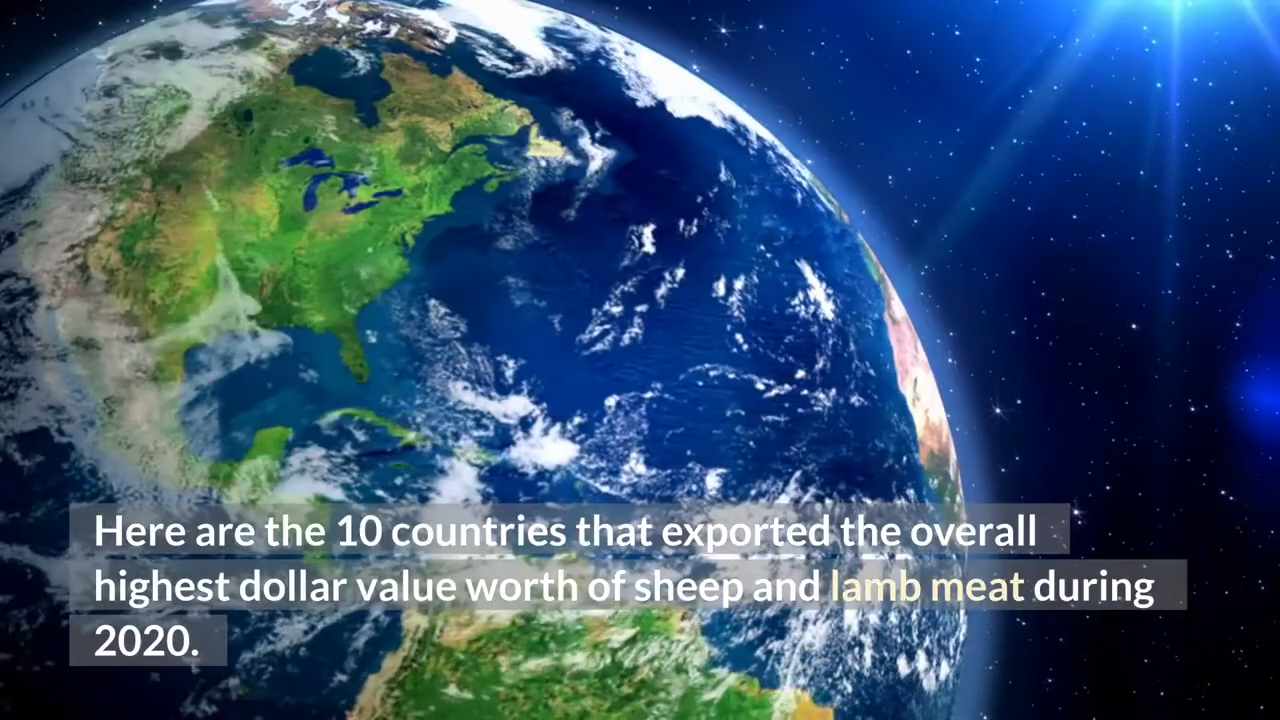 Here are the 10 countries that exported the overall
highest dollar value worth of sheep and lamb meat during
2020.